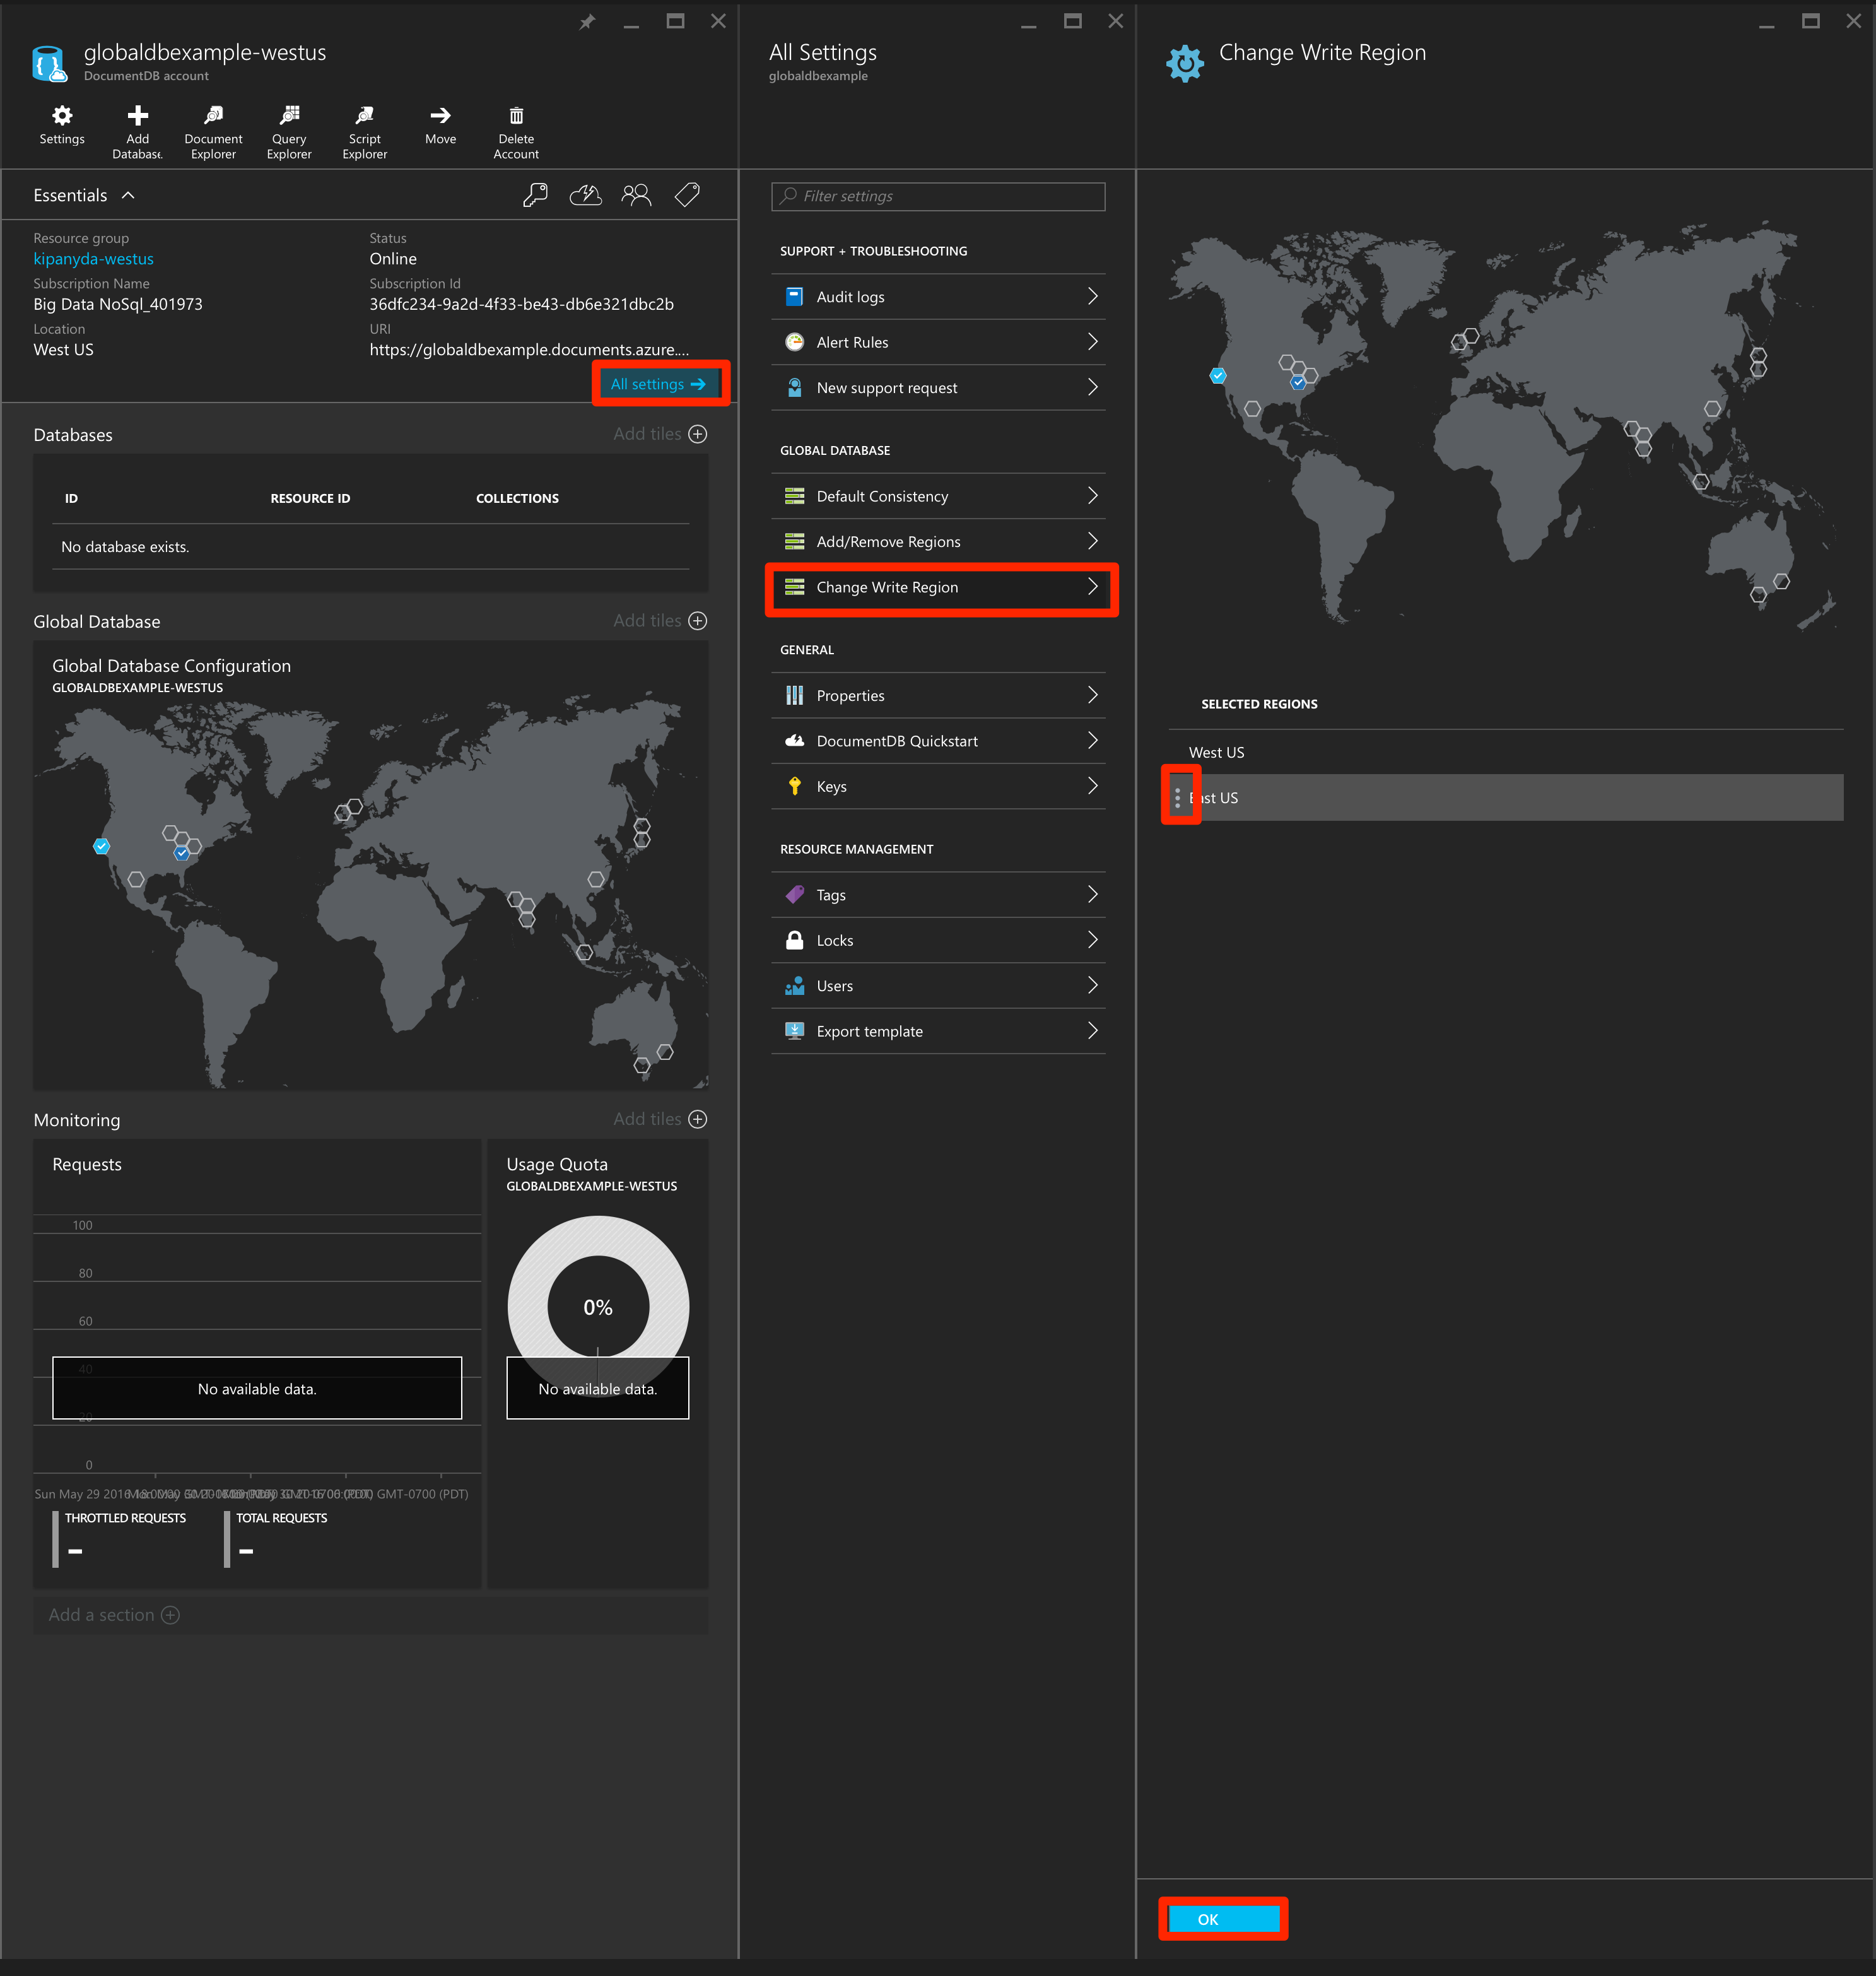 globaldbexample-westus
DocumentDB account
Settings
Add Database
Document Explorer
Query Explorer
Script Explorer
Move
Delete Account
Essentials
Resource group
kipanyda-westus
Subscription Name
Big Data NoSql_401973
Location
West US
Status
Online
Subscription Id
36dfc234-9a2d-4f33-be43-db6e321dbc2b
URI
https://globaldbexample.documents.azure....
All settings
Databases
Add tiles
ID RESOURCE ID COLLECTIONS
No database exists.
Global Database
Add tiles
Global Database Configuration
GLOBALDBEXAMPLE-WESTUS
Monitoring
Add tiles
Requests
100
80
60
40
20
0
No available data.
Sun May 29 2016
GMT-0700 (PDT)
THROTTLED REQUESTS
-
TOTAL REQUESTS
-
Usage Quota
GLOBALDBEXAMPLE-WESTUS
0%
No available data.
Add a section
All Settings
globaldbexample
Filter settings
SUPPORT + TROUBLESHOOTING
Audit logs
Alert Rules
New support request
GLOBAL DATABASE
Default Consistency
Add/Remove Regions
Change Write Region
GENERAL
Properties
DocumentDB Quickstart
Keys
RESOURCE MANAGEMENT
Tags
Locks
Users
Export template
Change Write Region
SELECTED REGIONS
West US
East US
OK